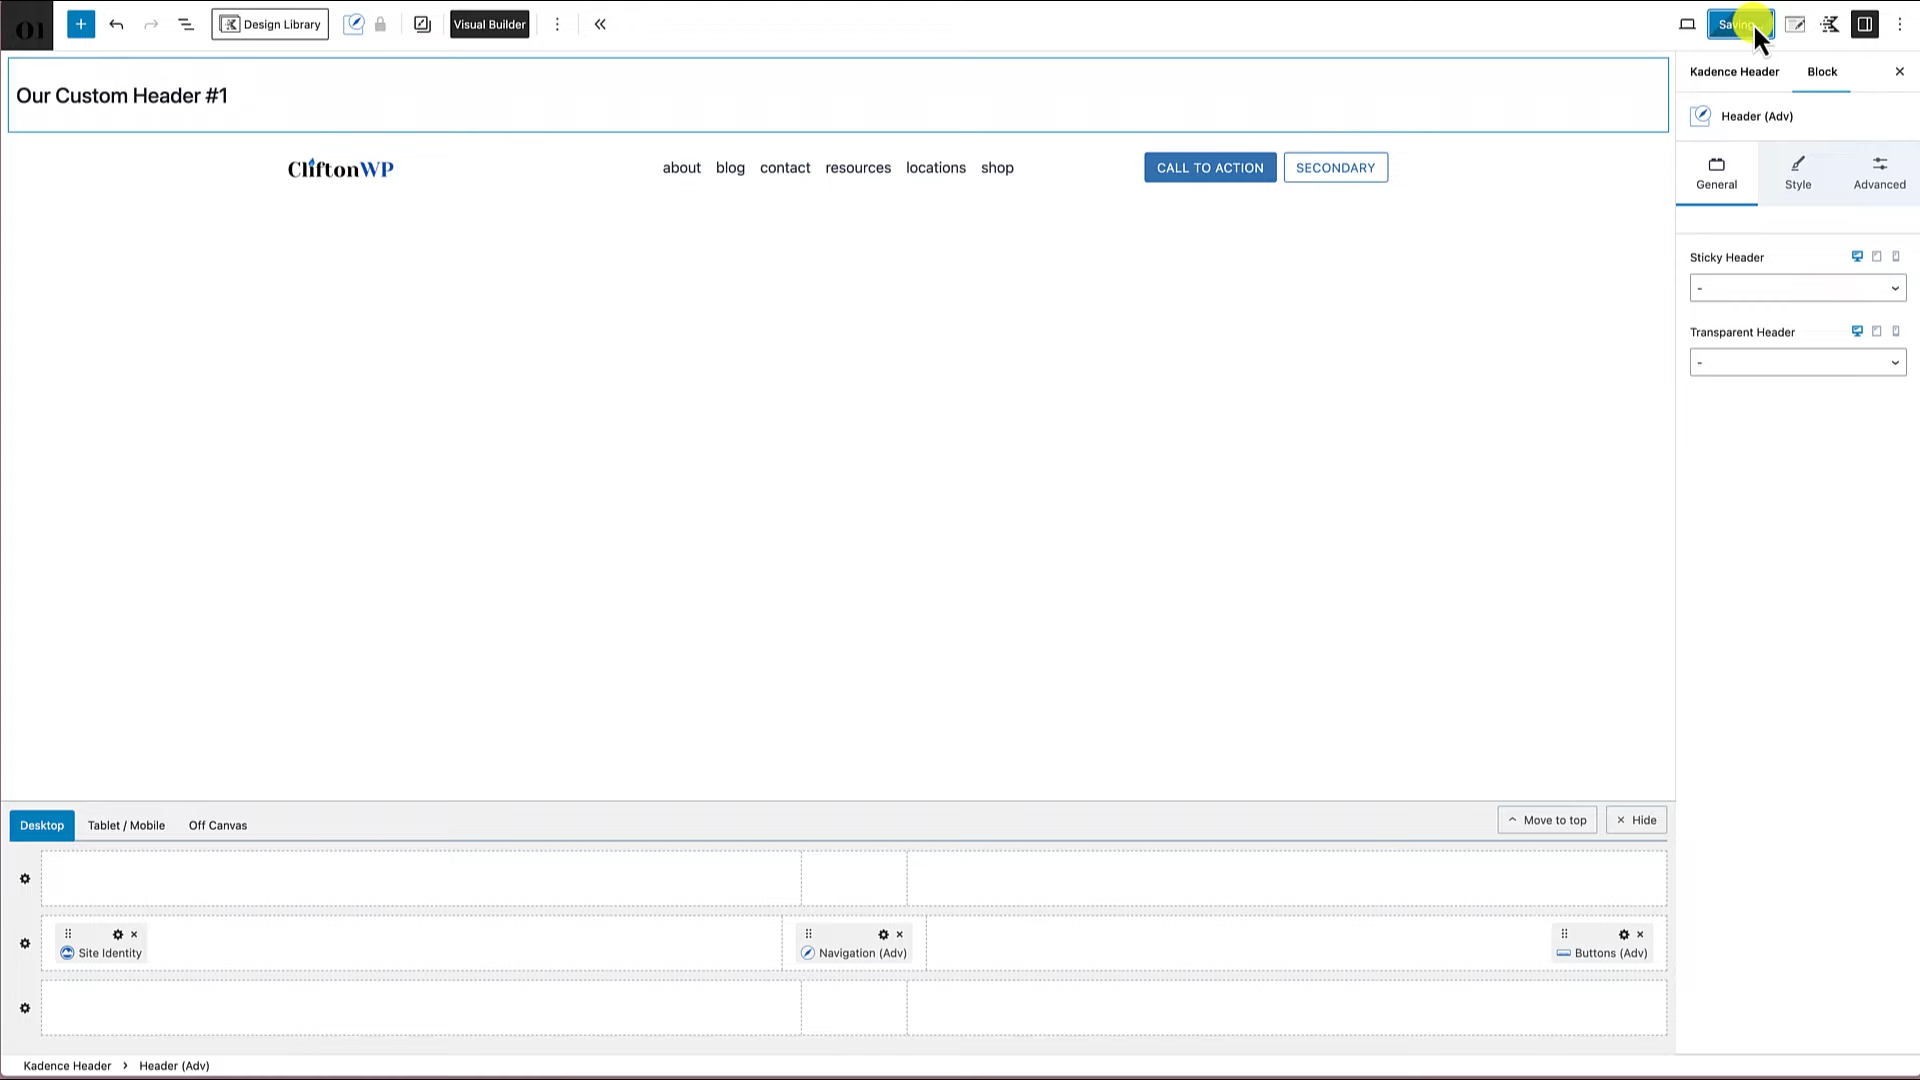 Design Library
Visual Builder
Our Custom Header #1
CliftonWP
about blog contact resources locations shop
CALL TO ACTION
SECONDARY
Kadence Header
Block
Header (Adv)
General
Style
Advanced
Sticky Header
-
Transparent Header
-
Desktop
Tablet / Mobile
Off Canvas
Move to top
Hide
Site Identity
Navigation (Adv)
Buttons (Adv)
Kadence Header > Header (Adv)